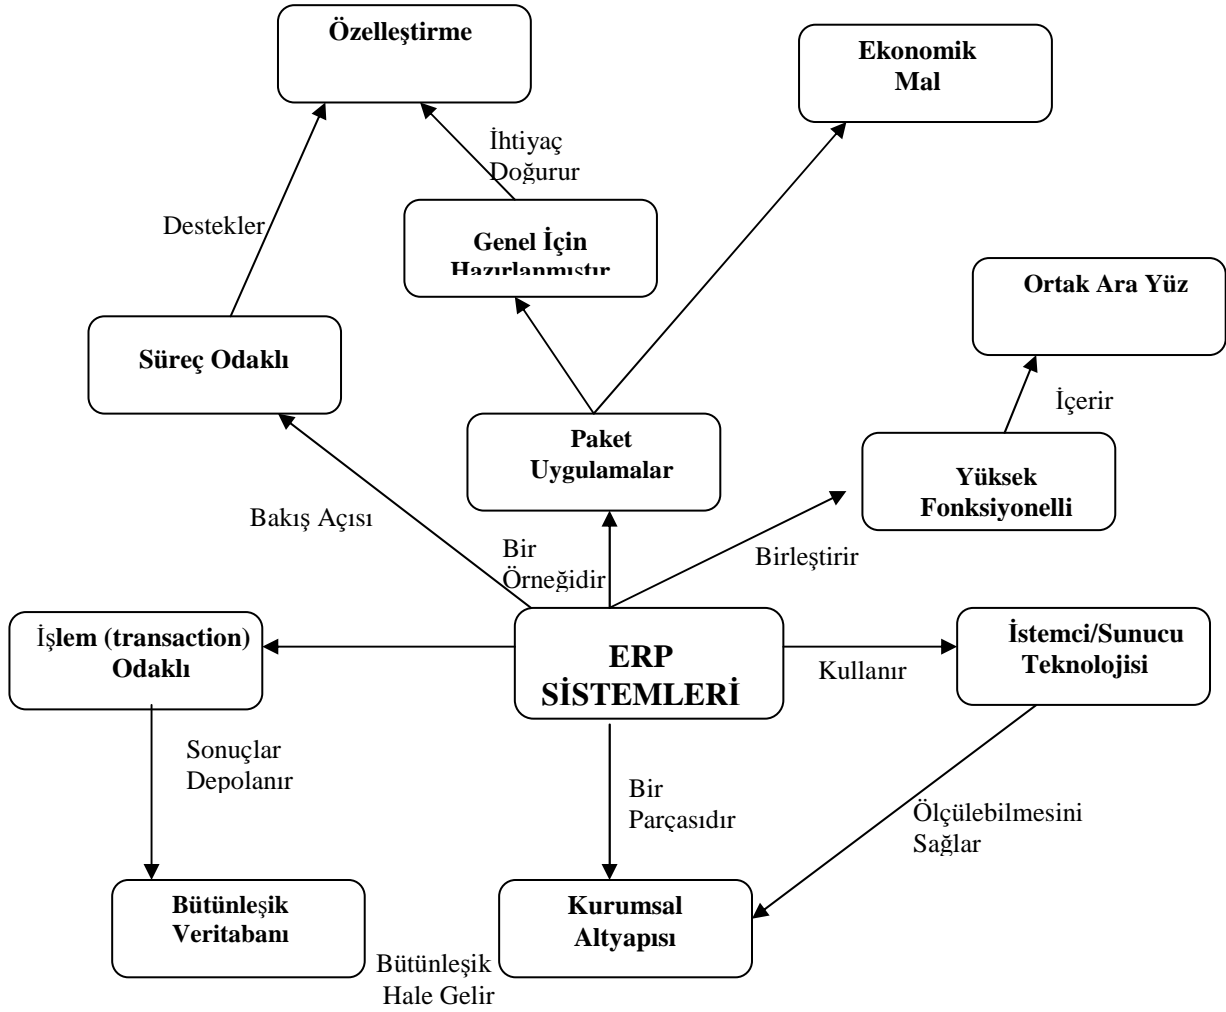 Özelleştirme
Ekonomik
Mal
İhtiyaç
Doğurur
Destekler
Genel İçin
Hazırlanmıştır
Ortak Ara Yüz
Süreç Odaklı
İçerir
Paket
Uygulamalar
Yüksek
Fonksiyonelli
Bakış Açısı
Bir
Örneğidir
Birleştirir
İşlem (transaction)
Odaklı
ERP
SİSTEMLERİ
Kullanır
İstemci/Sunucu
Teknolojisi
Sonuçlar
Depolanır
Bir
Parçasıdır
Ölçülebilmesini
Sağlar
Bütünleşik
Veritabanı
Kurumsal
Altyapısı
Bütünleşik
Hale Gelir